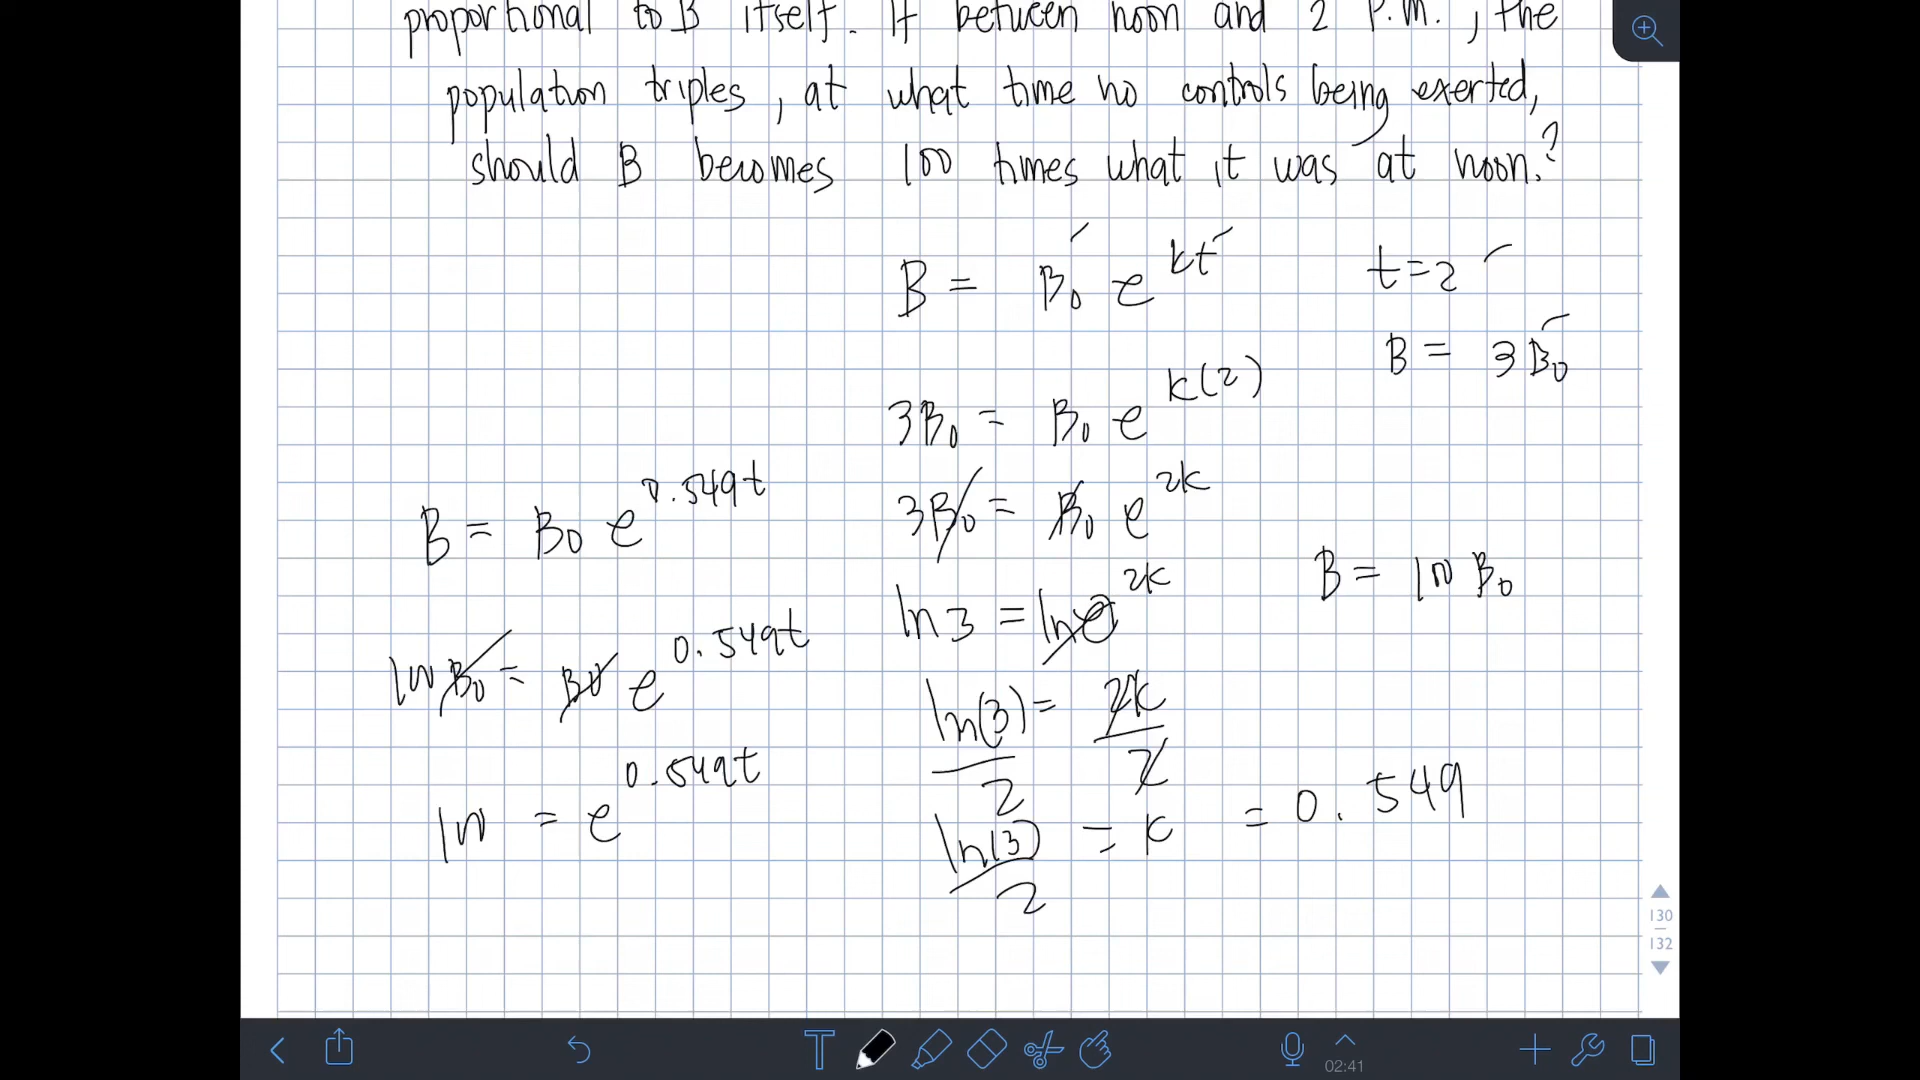 proportional to B itself. If between noon and 2 P.M., the
population triples, at what time no controls being exerted,
should B becomes 100 times what it was at noon?
B = B₀ e^kt
t=2
B = 3B₀
3B₀ = B₀ e^k(2)
3B₀ = B₀ e^2k
ln3 = ln e^2k
ln(3)/2 = 2k/2
ln(3)/2 = k = 0.549
B = 100 B₀
B = B₀ e^0.549t
100B₀ = B₀ e^0.549t
100 = e^0.549t
130
132
T
02:41